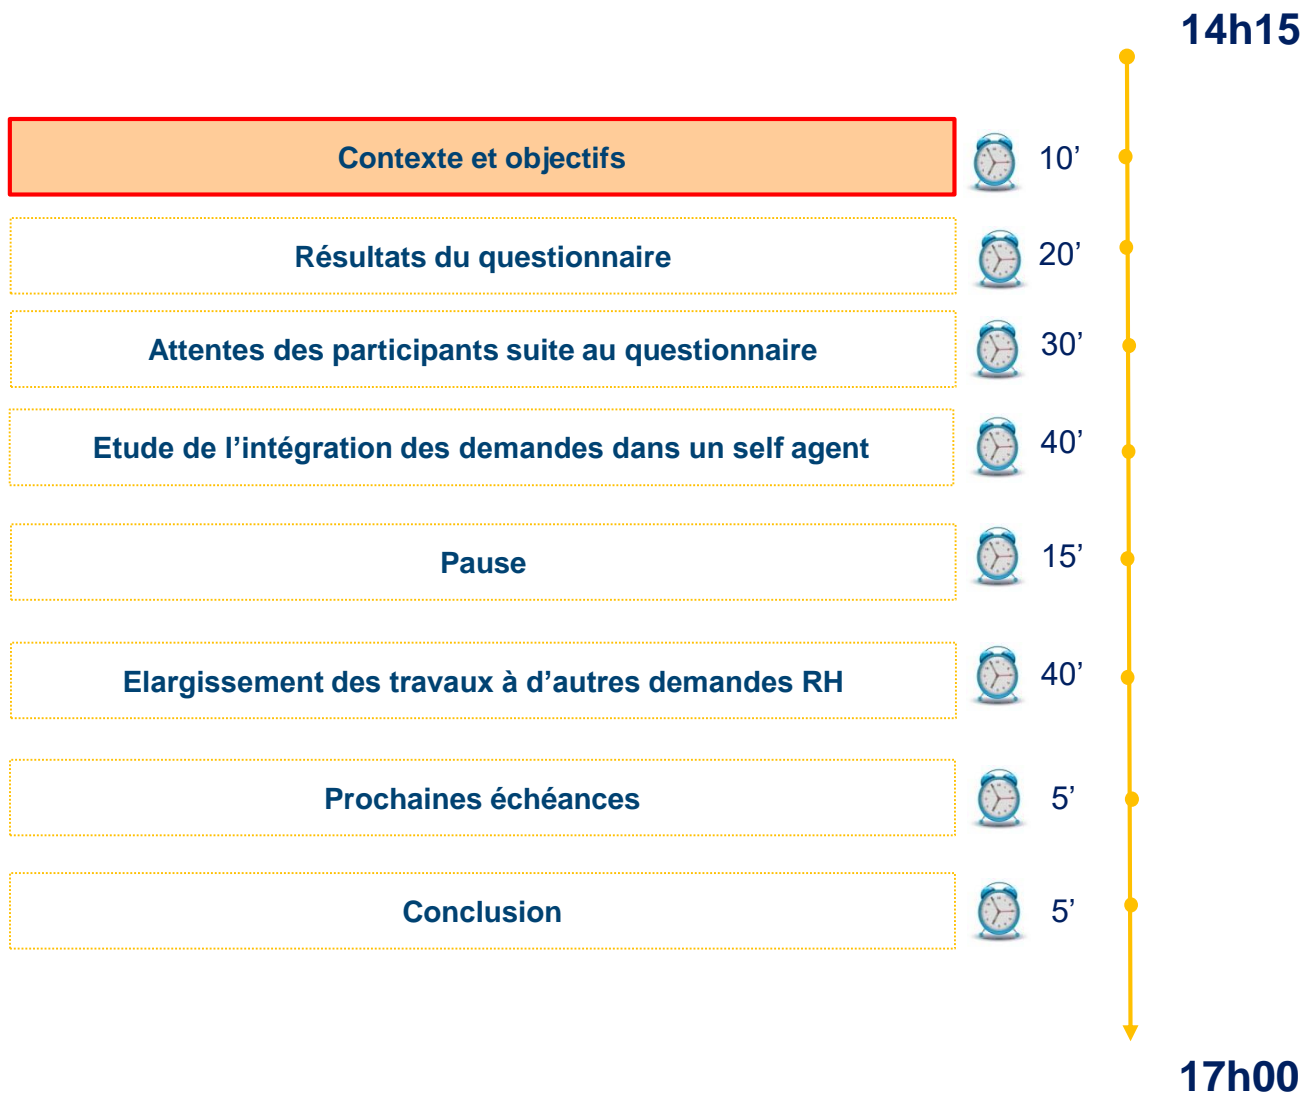 14h15
Contexte et objectifs 10’
Résultats du questionnaire 20’
Attentes des participants suite au questionnaire 30’
Etude de l’intégration des demandes dans un self agent 40’
Pause 15’
Elargissement des travaux à d’autres demandes RH 40’
Prochaines échéances 5’
Conclusion 5’
17h00